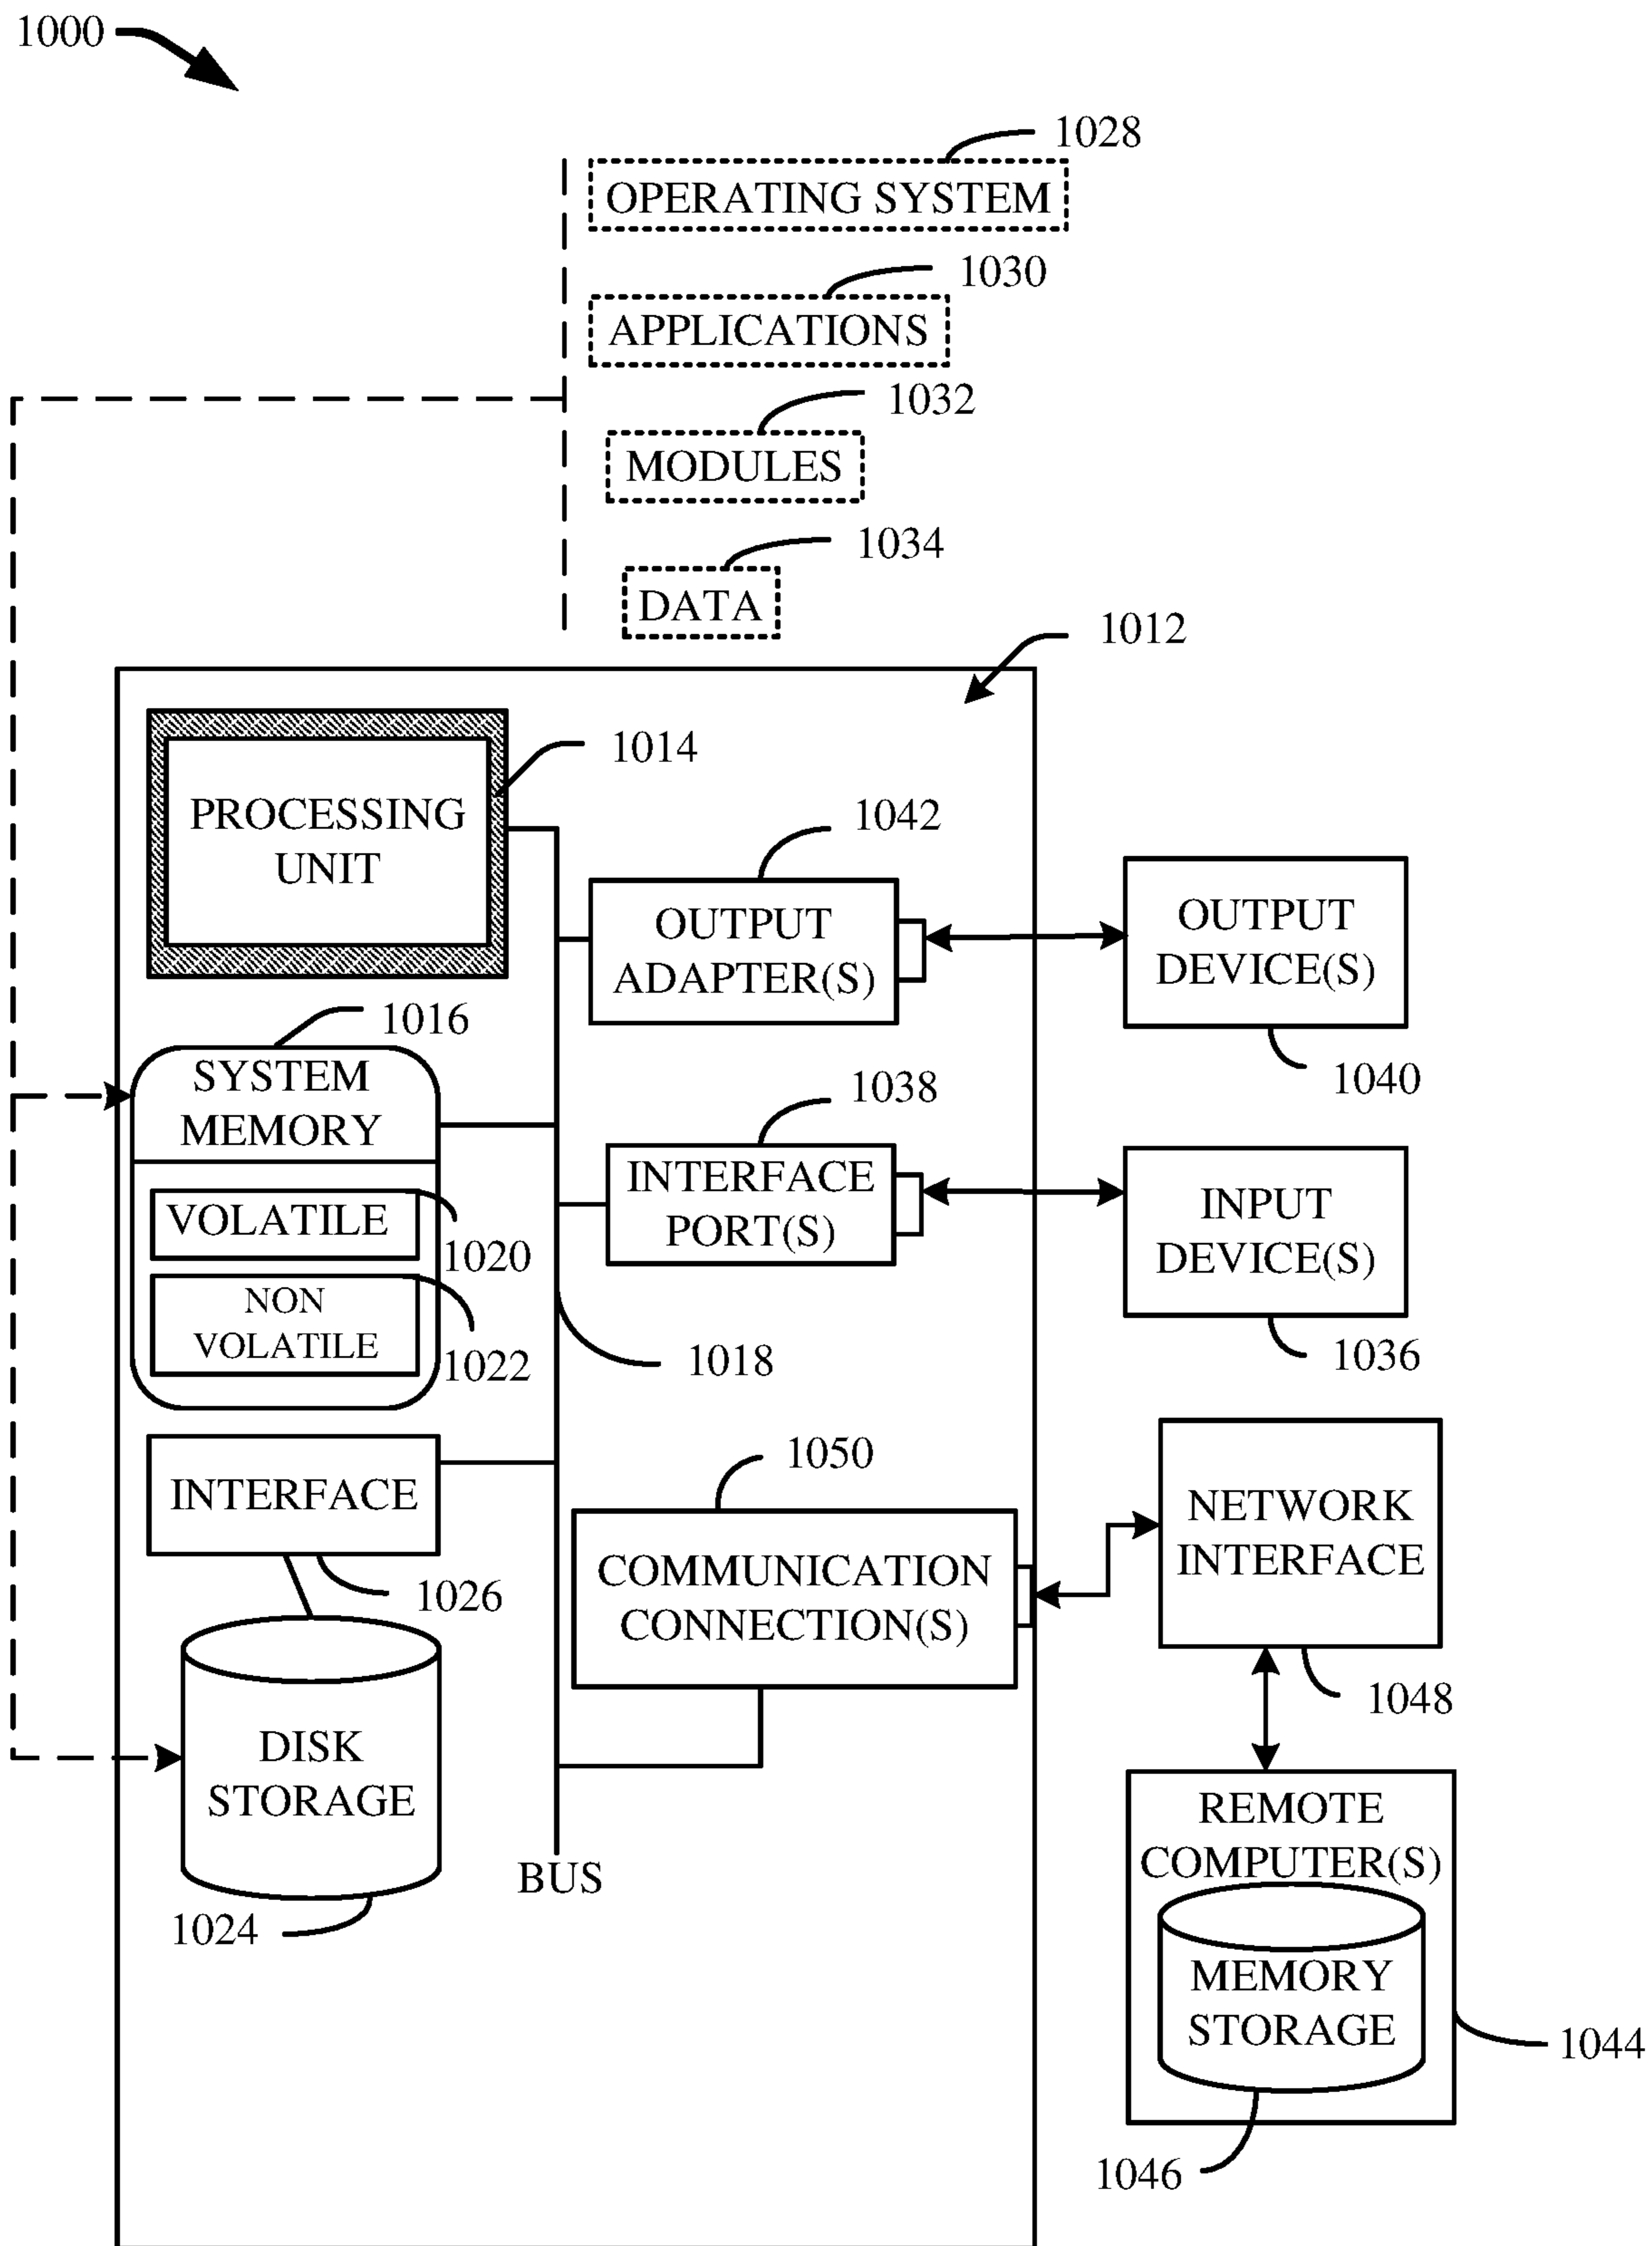 1000
1028
OPERATING SYSTEM
1030
APPLICATIONS
1032
MODULES
1034
DATA
1012
1014
PROCESSING
UNIT
1042
OUTPUT
ADAPTER(S)
OUTPUT
DEVICE(S)
1040
1016
SYSTEM
MEMORY
VOLATILE
1020
NON
VOLATILE
1022
1038
INTERFACE
PORT(S)
INPUT
DEVICE(S)
1036
1018
INTERFACE
1026
1050
COMMUNICATION
CONNECTION(S)
NETWORK
INTERFACE
1048
DISK
STORAGE
1024
BUS
REMOTE
COMPUTER(S)
MEMORY
STORAGE
1044
1046